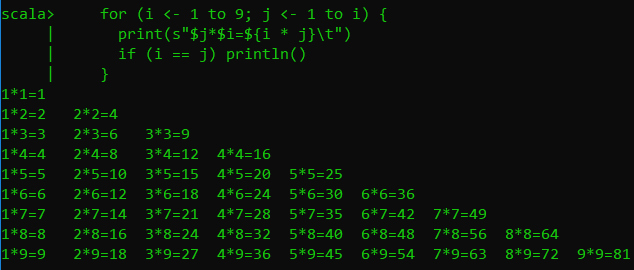 scala>     for (i <- 1 to 9; j <- 1 to i) {
     |       print(s"$j*$i=${i * j}\t")
     |       if (i == j) println()
     |     }
1*1=1
1*2=2   2*2=4
1*3=3   2*3=6   3*3=9
1*4=4   2*4=8   3*4=12  4*4=16
1*5=5   2*5=10  3*5=15  4*5=20  5*5=25
1*6=6   2*6=12  3*6=18  4*6=24  5*6=30  6*6=36
1*7=7   2*7=14  3*7=21  4*7=28  5*7=35  6*7=42  7*7=49
1*8=8   2*8=16  3*8=24  4*8=32  5*8=40  6*8=48  7*8=56  8*8=64
1*9=9   2*9=18  3*9=27  4*9=36  5*9=45  6*9=54  7*9=63  8*9=72  9*9=81